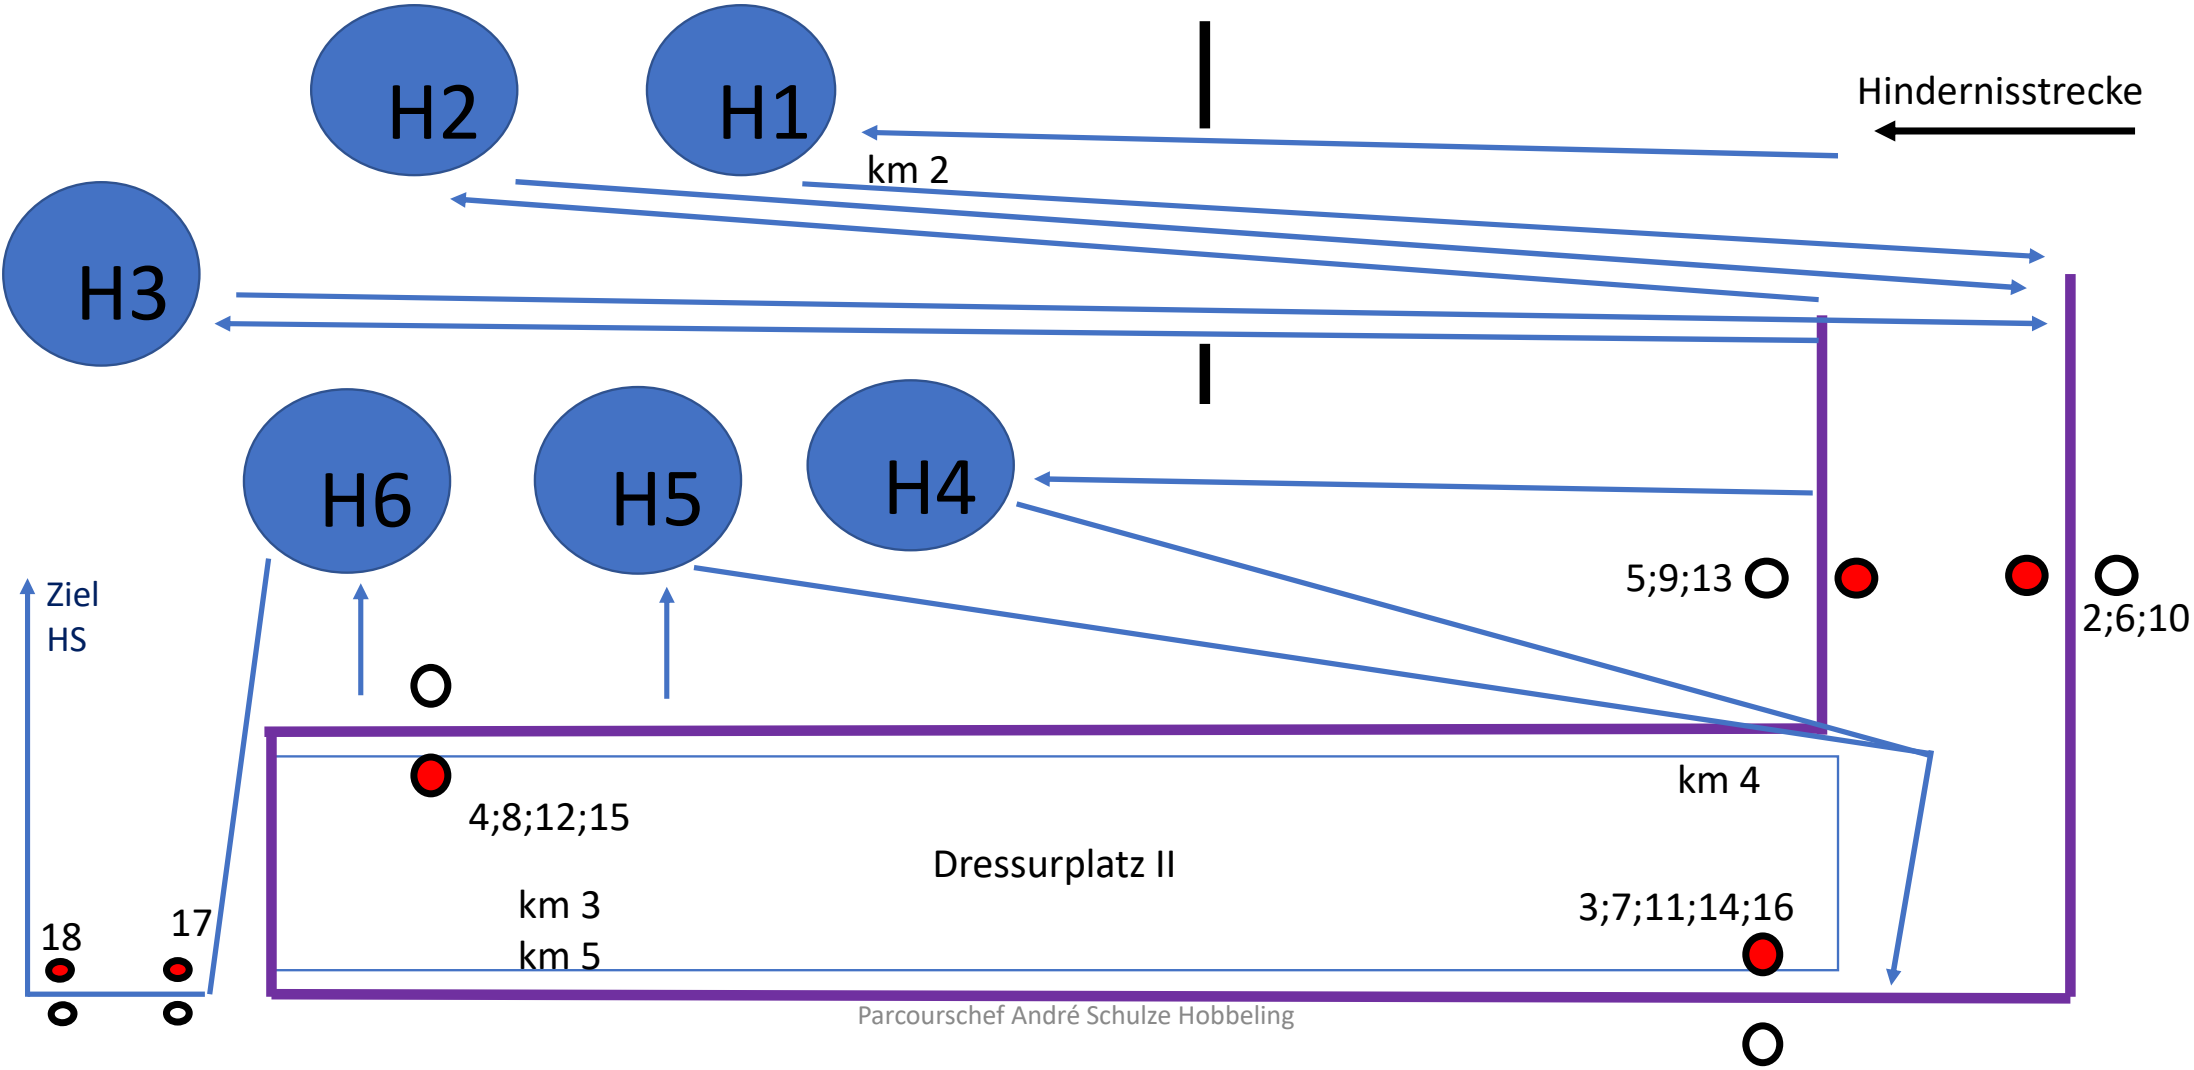 H2
H1
Hindernisstrecke
km 2
H3
H6
H5
H4
5;9;13
2;6;10
Ziel
HS
km 4
4;8;12;15
Dressurplatz II
km 3
3;7;11;14;16
17
18
km 5
Parcourschef André Schulze Hobbeling